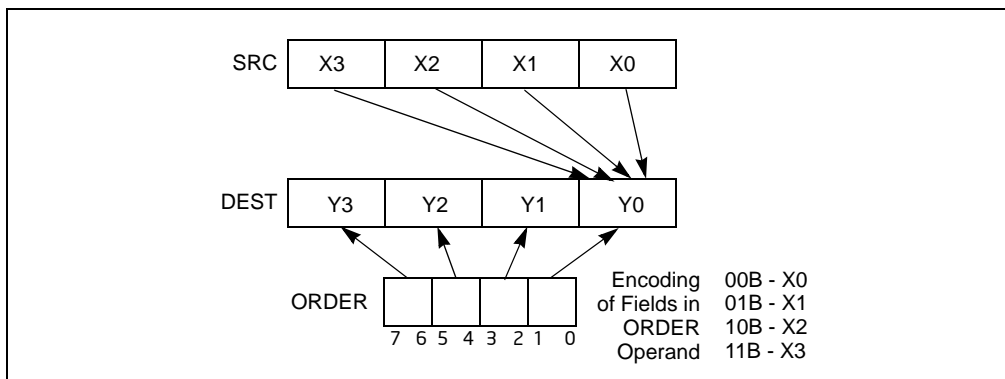 SRC X3 X2 X1 X0
DEST Y3 Y2 Y1 Y0
ORDER
7 6 5 4 3 2 1 0
Encoding 00B - X0
of Fields in 01B - X1
ORDER 10B - X2
Operand 11B - X3